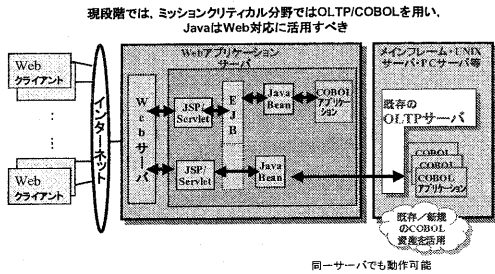 現段階では、ミッションクリティカル分野ではOLTP/COBOLを用い、
JavaはWeb対応に活用すべき
Web
クライアント
Web
クライアント
インターネット
Webアプリケーション
サーバ
Webサーバ
JSP/
Servlet
EJB
Java
Bean
COBOL
アプリケー
ション
JSP/
Servlet
Java
Bean
メインフレーム・UNIX
サーバ・PCサーバ等
既存の
OLTPサーバ
COBOL
COBOL
COBOL
アプリケーション
既存/新規
のCOBOL
資産を活用
同一サーバでも動作可能